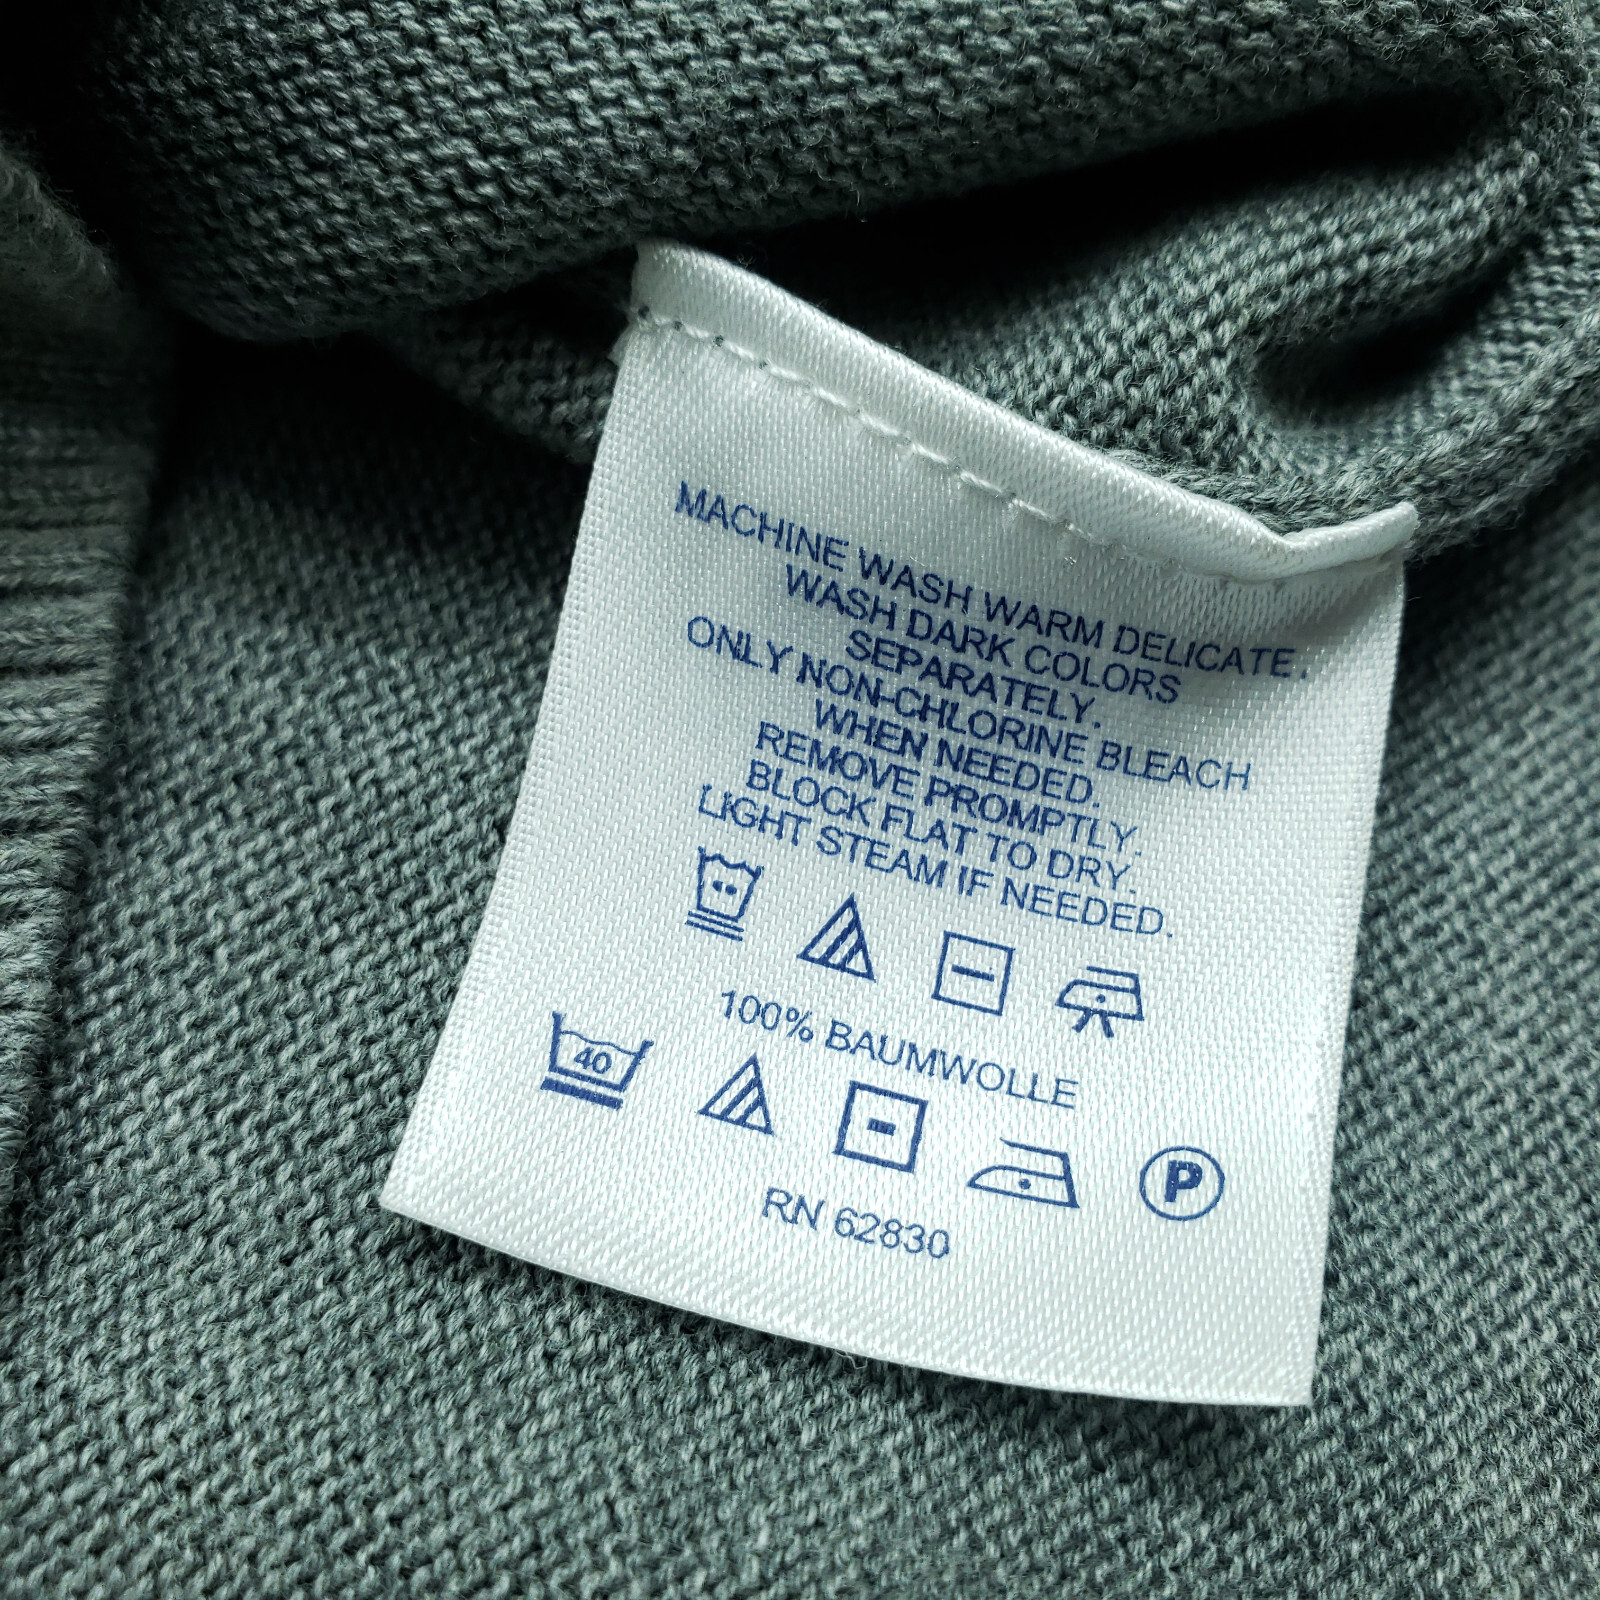 MACHINE WASH WARM DELICATE.
WASH DARK COLORS
SEPARATELY.
ONLY NON-CHLORINE BLEACH
WHEN NEEDED.
REMOVE PROMPTLY.
BLOCK FLAT TO DRY.
LIGHT STEAM IF NEEDED.
100% BAUMWOLLE
40
P
RN 62830